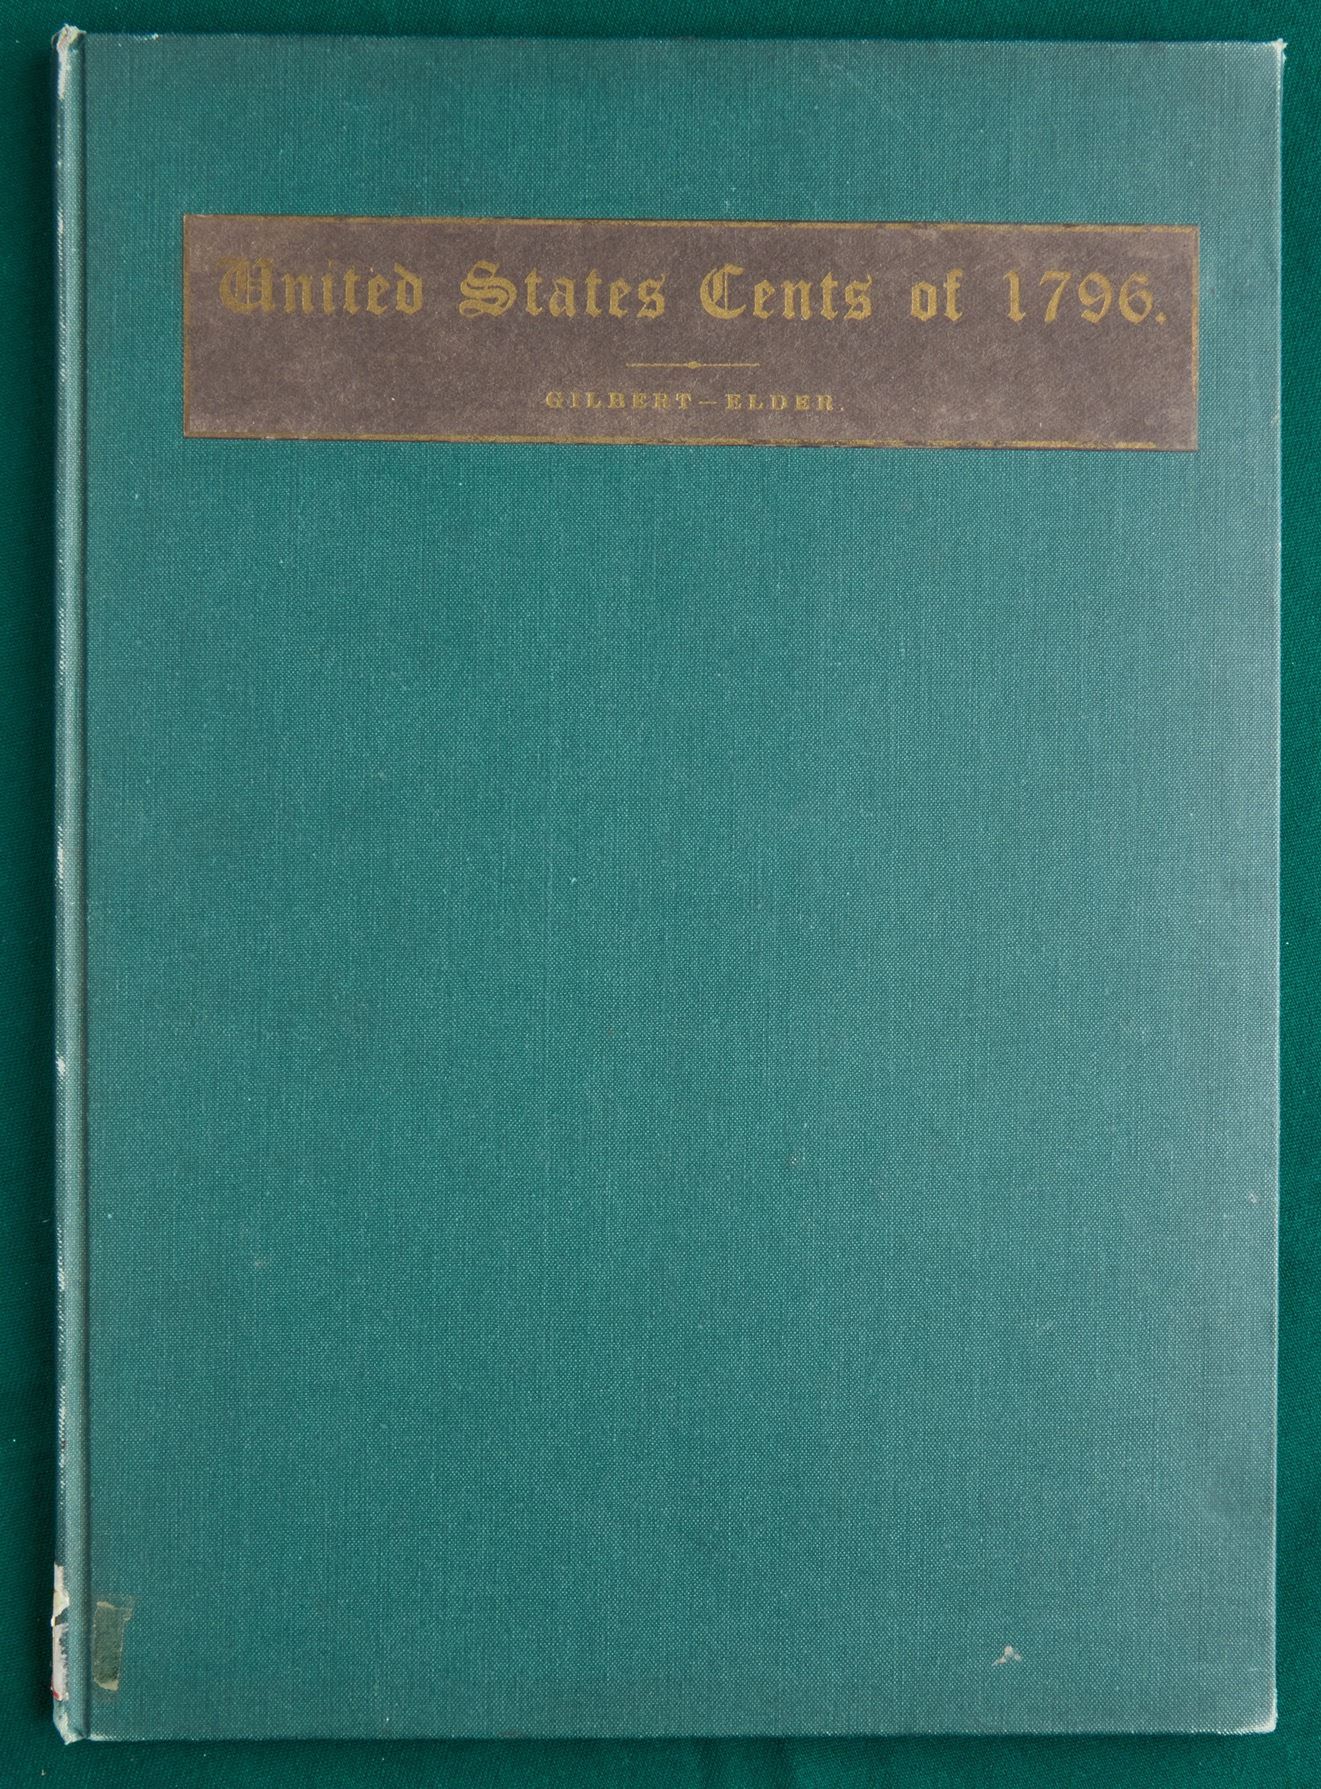 United States Cents of 1796.
GILBERT–ELDER.